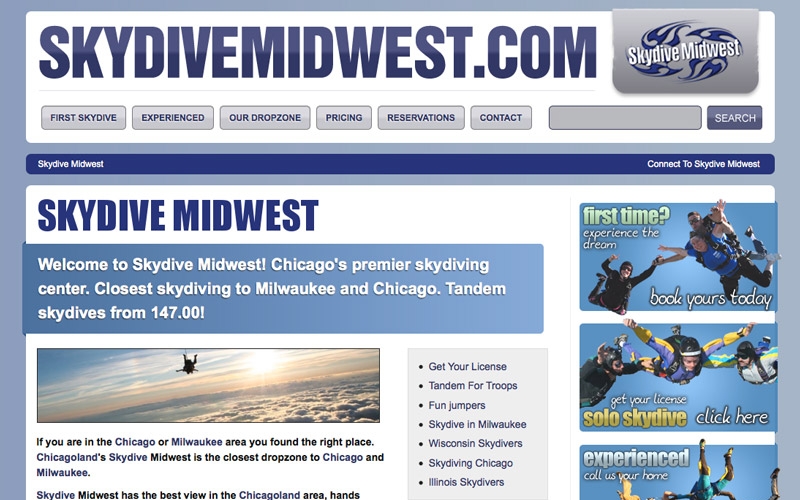 SKYDIVEMIDWEST.COM
Skydive Midwest
FIRST SKYDIVE
EXPERIENCED
OUR DROPZONE
PRICING
RESERVATIONS
CONTACT
SEARCH
Skydive Midwest
Connect To Skydive Midwest
SKYDIVE MIDWEST
Welcome to Skydive Midwest! Chicago's premier skydiving
center. Closest skydiving to Milwaukee and Chicago. Tandem
skydives from 147.00!
If you are in the Chicago or Milwaukee area you found the right place.
Chicagoland's Skydive Midwest is the closest dropzone to Chicago and
Milwaukee.
Skydive Midwest has the best view in the Chicagoland area, hands
Get Your License
Tandem For Troops
Fun jumpers
Skydive in Milwaukee
Wisconsin Skydivers
Skydiving Chicago
Illinois Skydivers
first time?
experience the
dream
book yours today
get your license
solo skydive click here
experienced
call us your home